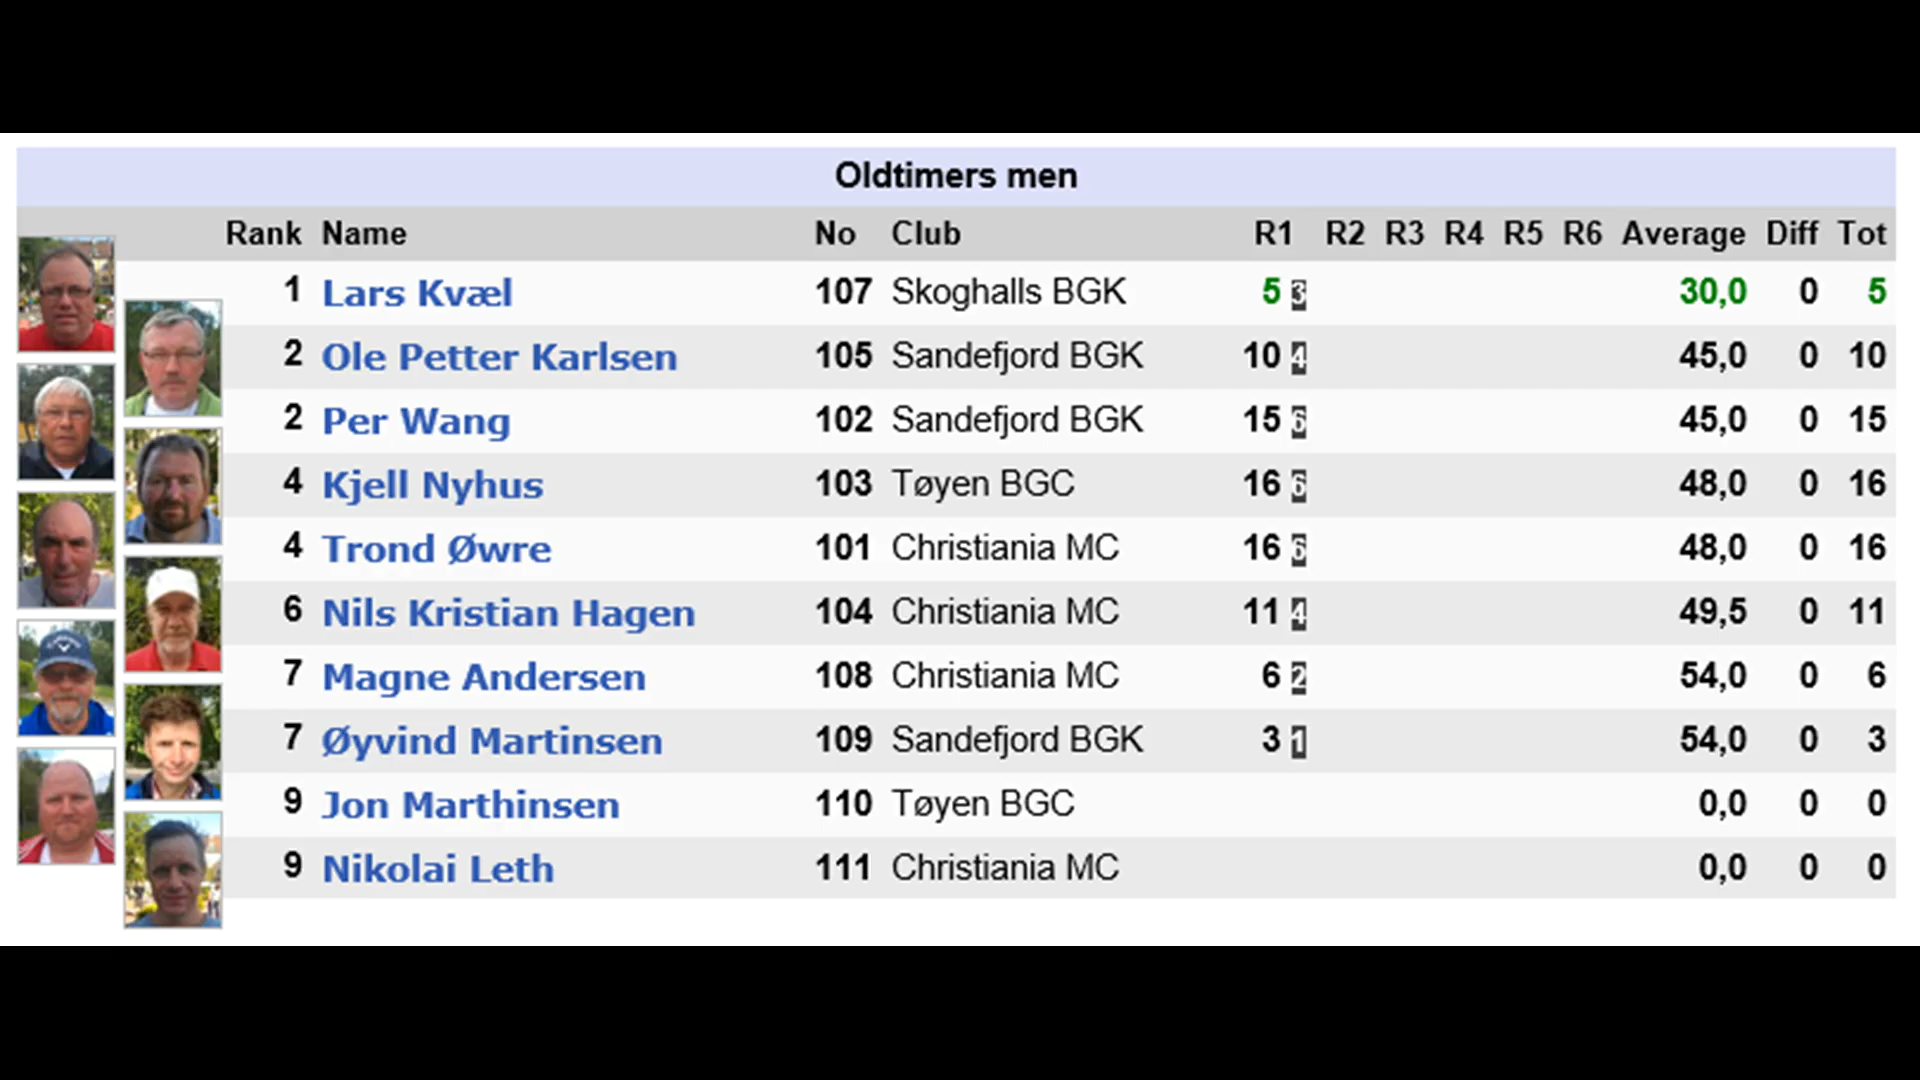 Oldtimers men
Rank Name No Club R1 R2 R3 R4 R5 R6 Average Diff Tot
1 Lars Kvæl 107 Skoghalls BGK 5 3 30,0 0 5
2 Ole Petter Karlsen 105 Sandefjord BGK 10 4 45,0 0 10
2 Per Wang 102 Sandefjord BGK 15 6 45,0 0 15
4 Kjell Nyhus 103 Tøyen BGC 16 6 48,0 0 16
4 Trond Øwre 101 Christiania MC 16 6 48,0 0 16
6 Nils Kristian Hagen 104 Christiania MC 11 4 49,5 0 11
7 Magne Andersen 108 Christiania MC 6 2 54,0 0 6
7 Øyvind Martinsen 109 Sandefjord BGK 3 1 54,0 0 3
9 Jon Marthinsen 110 Tøyen BGC 0,0 0 0
9 Nikolai Leth 111 Christiania MC 0,0 0 0